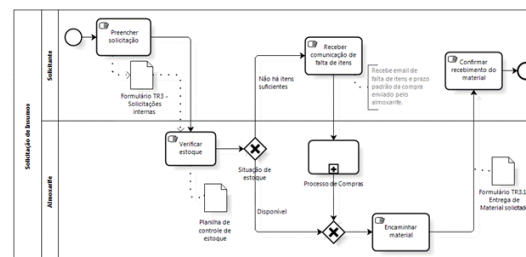 Solicitação de Insumos
Solicitante
Almoxarife
Preencher
solicitação
Formulário TR3 –
Solicitações
internas
Verificar
estoque
Planilha de
controle de
estoque
Situação de
estoque
Não há itens
suficientes
Disponível
Receber
comunicação de
falta de itens
Recebe email de
falta de itens e prazo
padrão da compra
enviado pelo
almoxarife.
Processo de Compras
Encaminhar
material
Confirmar
recebimento do
material
Formulário TR3.1
Entrega de
Material solicitad